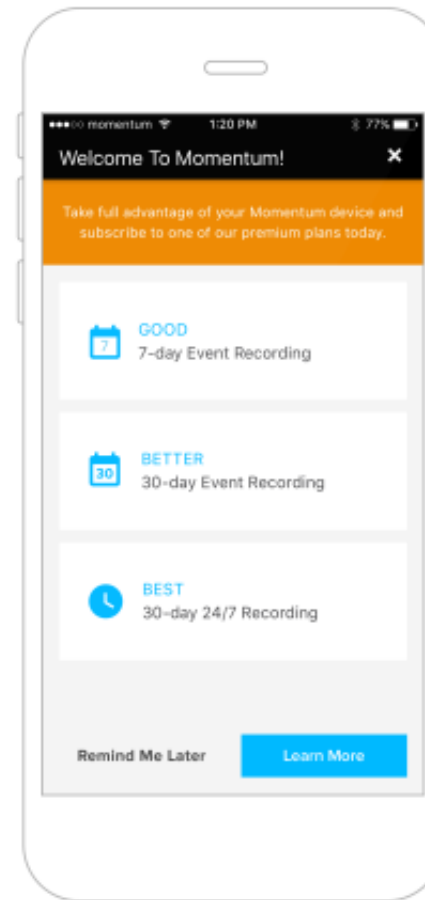 momentum 1:20 PM 77%
Welcome To Momentum! ×
Take full advantage of your Momentum device and
subscribe to one of our premium plans today.
7
GOOD
7-day Event Recording
30
BETTER
30-day Event Recording
BEST
30-day 24/7 Recording
Remind Me Later Learn More